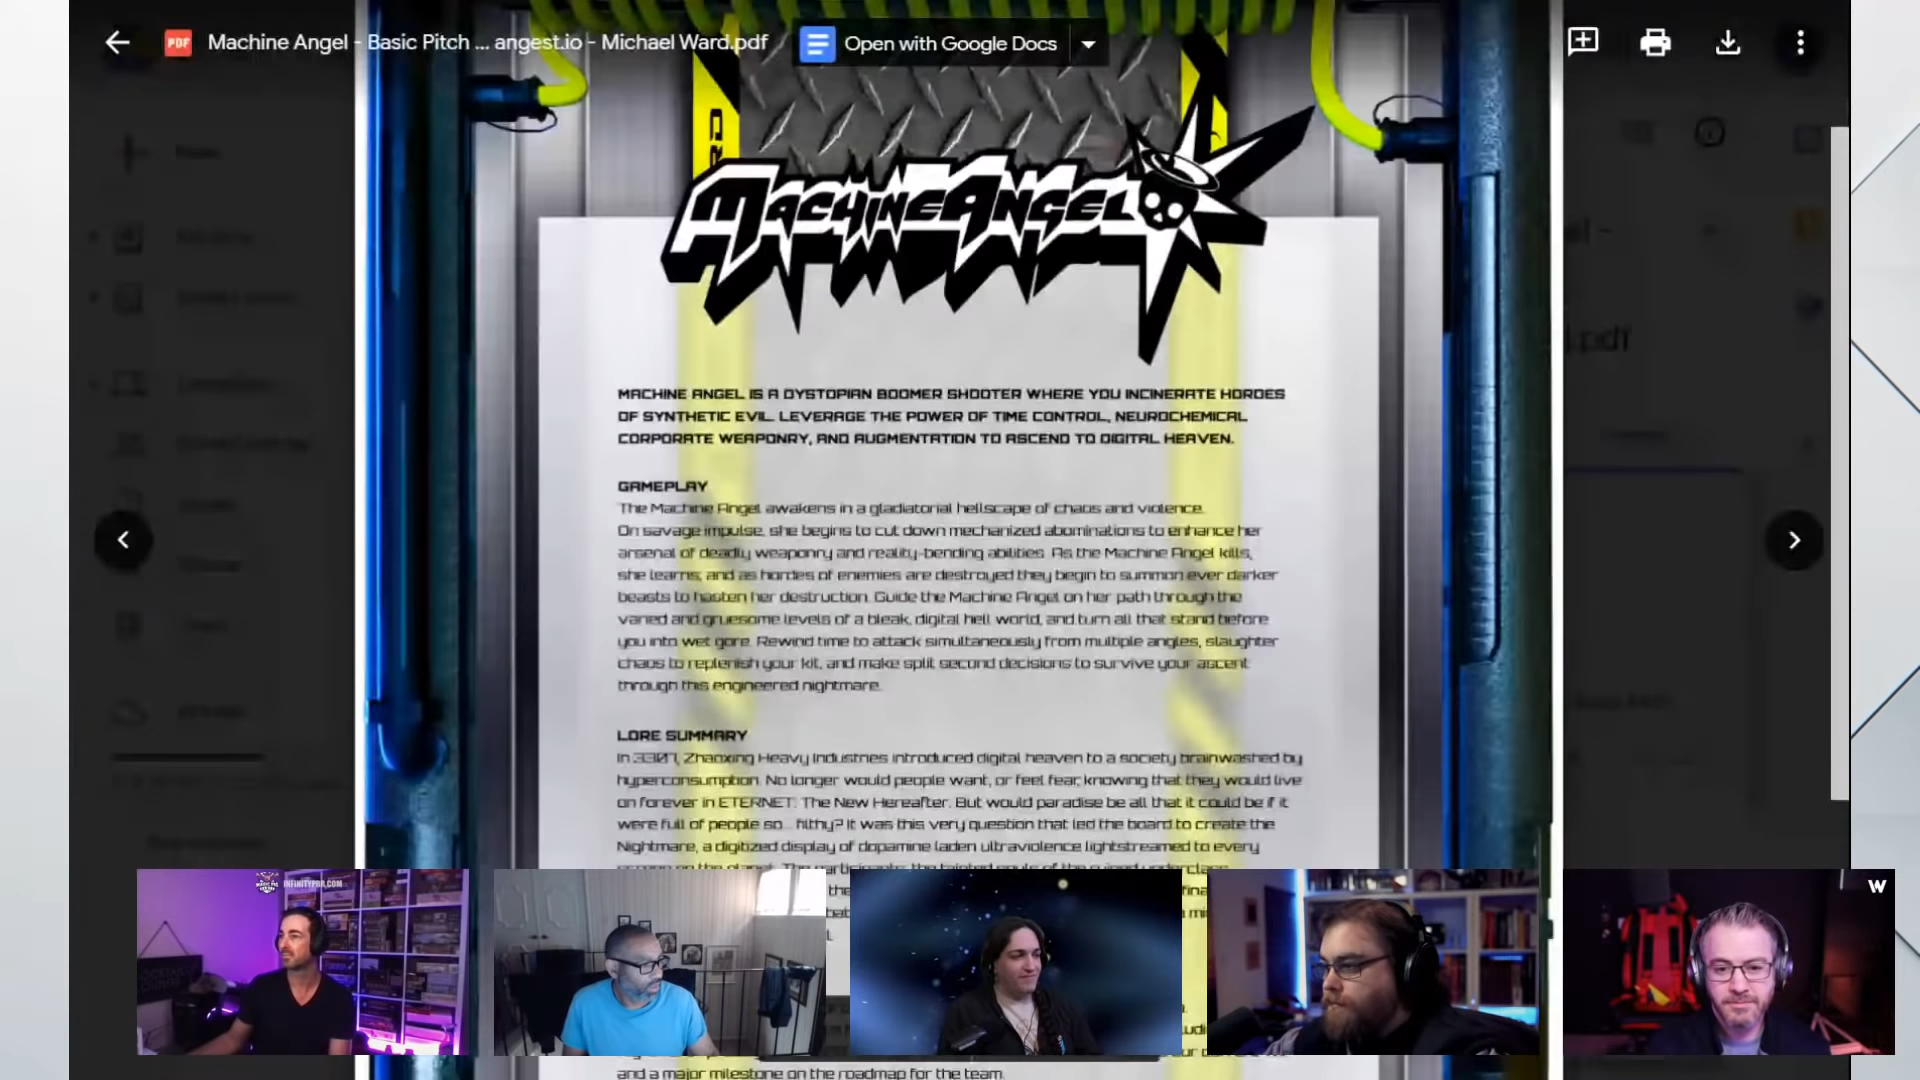 PDF Machine Angel - Basic Pitch ... angest.io - Michael Ward.pdf
Open with Google Docs
MACHINE ANGEL
MACHINE ANGEL IS A DYSTOPIAN BOOMER SHOOTER WHERE YOU INCINERATE HORDES
OF SYNTHETIC EVIL. LEVERAGE THE POWER OF TIME CONTROL, NEUROCHEMICAL
CORPORATE WEAPONRY, AND AUGMENTATION TO ASCEND TO DIGITAL HEAVEN.
GAMEPLAY
The Machine Angel awakens in a gladiatorial hellscape of chaos and violence.
On savage impulse, she begins to cut down mechanized abominations to enhance her
arsenal of deadly weaponry and reality-bending abilities. As the Machine Angel kills,
she learns, and as hordes of enemies are destroyed they begin to summon ever darker
beasts to hasten her destruction. Guide the Machine Angel on her path through the
varied and gruesome levels of a bleak, digital hell world, and turn all that stand before
you into wet gore. Rewind time to attack simultaneously from multiple angles, slaughter
chaos to replenish your kit, and make split second decisions to survive your ascent
through this engineered nightmare.
LORE SUMMARY
In 3307, Zhaoxing Heavy Industries introduced digital heaven to a society brainwashed by
hyperconsumption. No longer would people want, or feel fear, knowing that they would live
on forever in ETERNET: The New Hereafter. But would paradise be all that it could be if it
were full of people so... filthy? It was this very question that led the board to create the
Nightmare, a digitized display of dopamine laden ultraviolence lightstreamed to every
INFINITYPBR.COM
W
and a major milestone on the roadmap for the team.